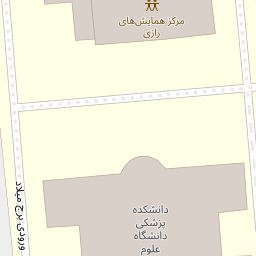 مرکز همایش‌های
رازی
دانشکده
پزشکی
دانشگاه
علوم
ورودی برج میلاد